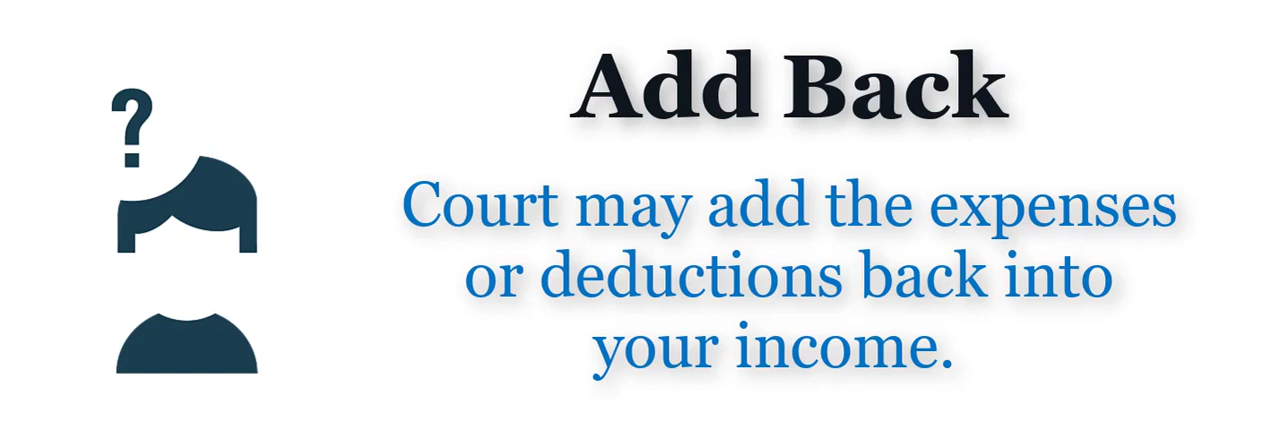 ?
Add Back
Court may add the expenses
or deductions back into
your income.